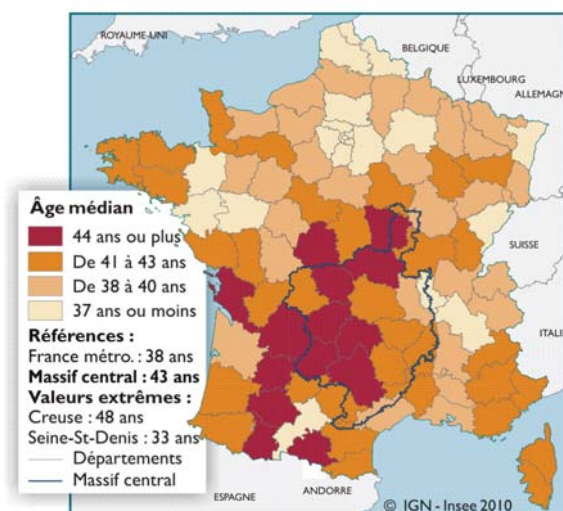 ROYAUME-UNI
BELGIQUE
LUXEMBOURG
ALLEMAGN
Âge médian
44 ans ou plus
De 41 à 43 ans
De 38 à 40 ans
37 ans ou moins
Références :
France métro. : 38 ans
Massif central : 43 ans
Valeurs extrêmes :
Creuse : 48 ans
Seine-St-Denis : 33 ans
Départements
Massif central
SUISSE
ITALI
ESPAGNE
ANDORRE
© IGN - Insee 2010